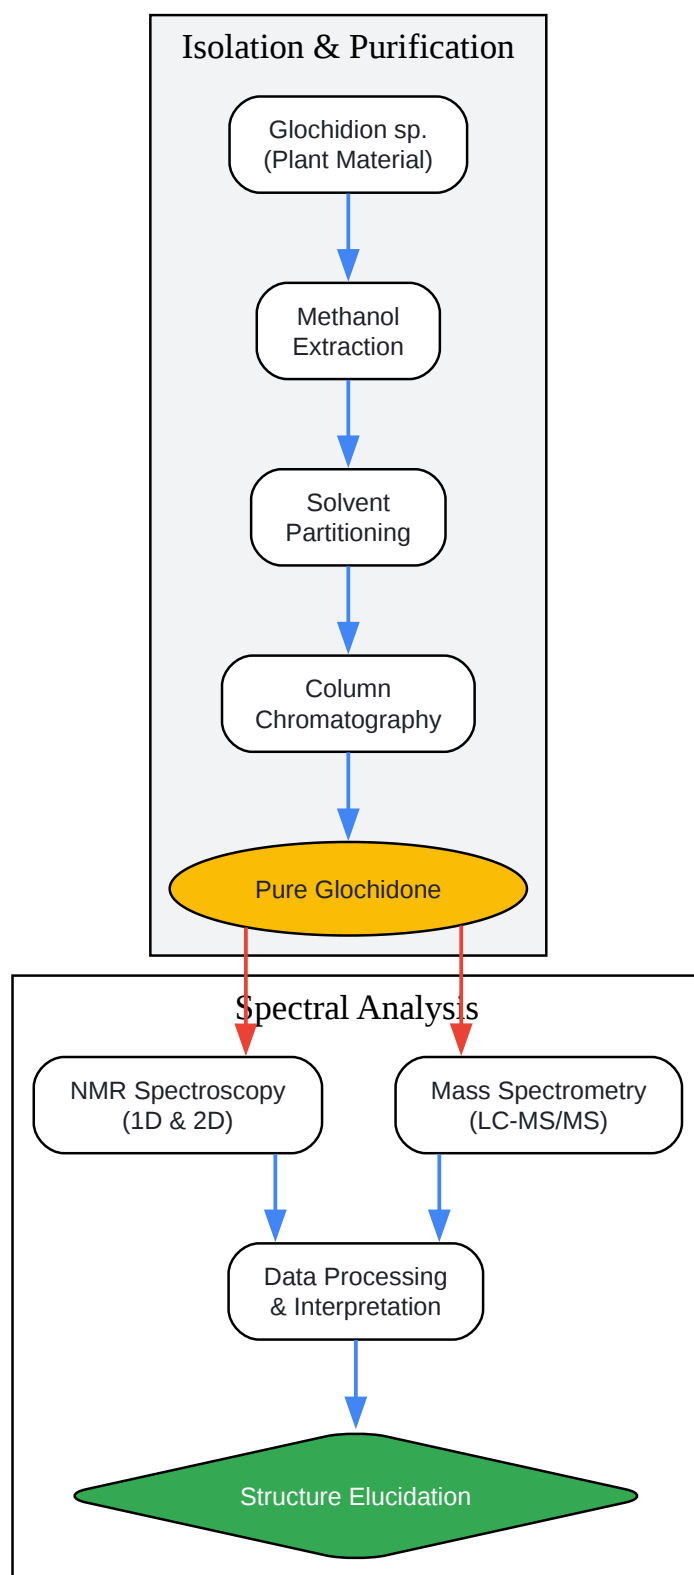 Isolation & Purification
Glochidion sp.
(Plant Material)
Methanol
Extraction
Solvent
Partitioning
Column
Chromatography
Pure Glochidone
Spectral Analysis
NMR Spectroscopy
(1D & 2D)
Mass Spectrometry
(LC-MS/MS)
Data Processing
& Interpretation
Structure Elucidation